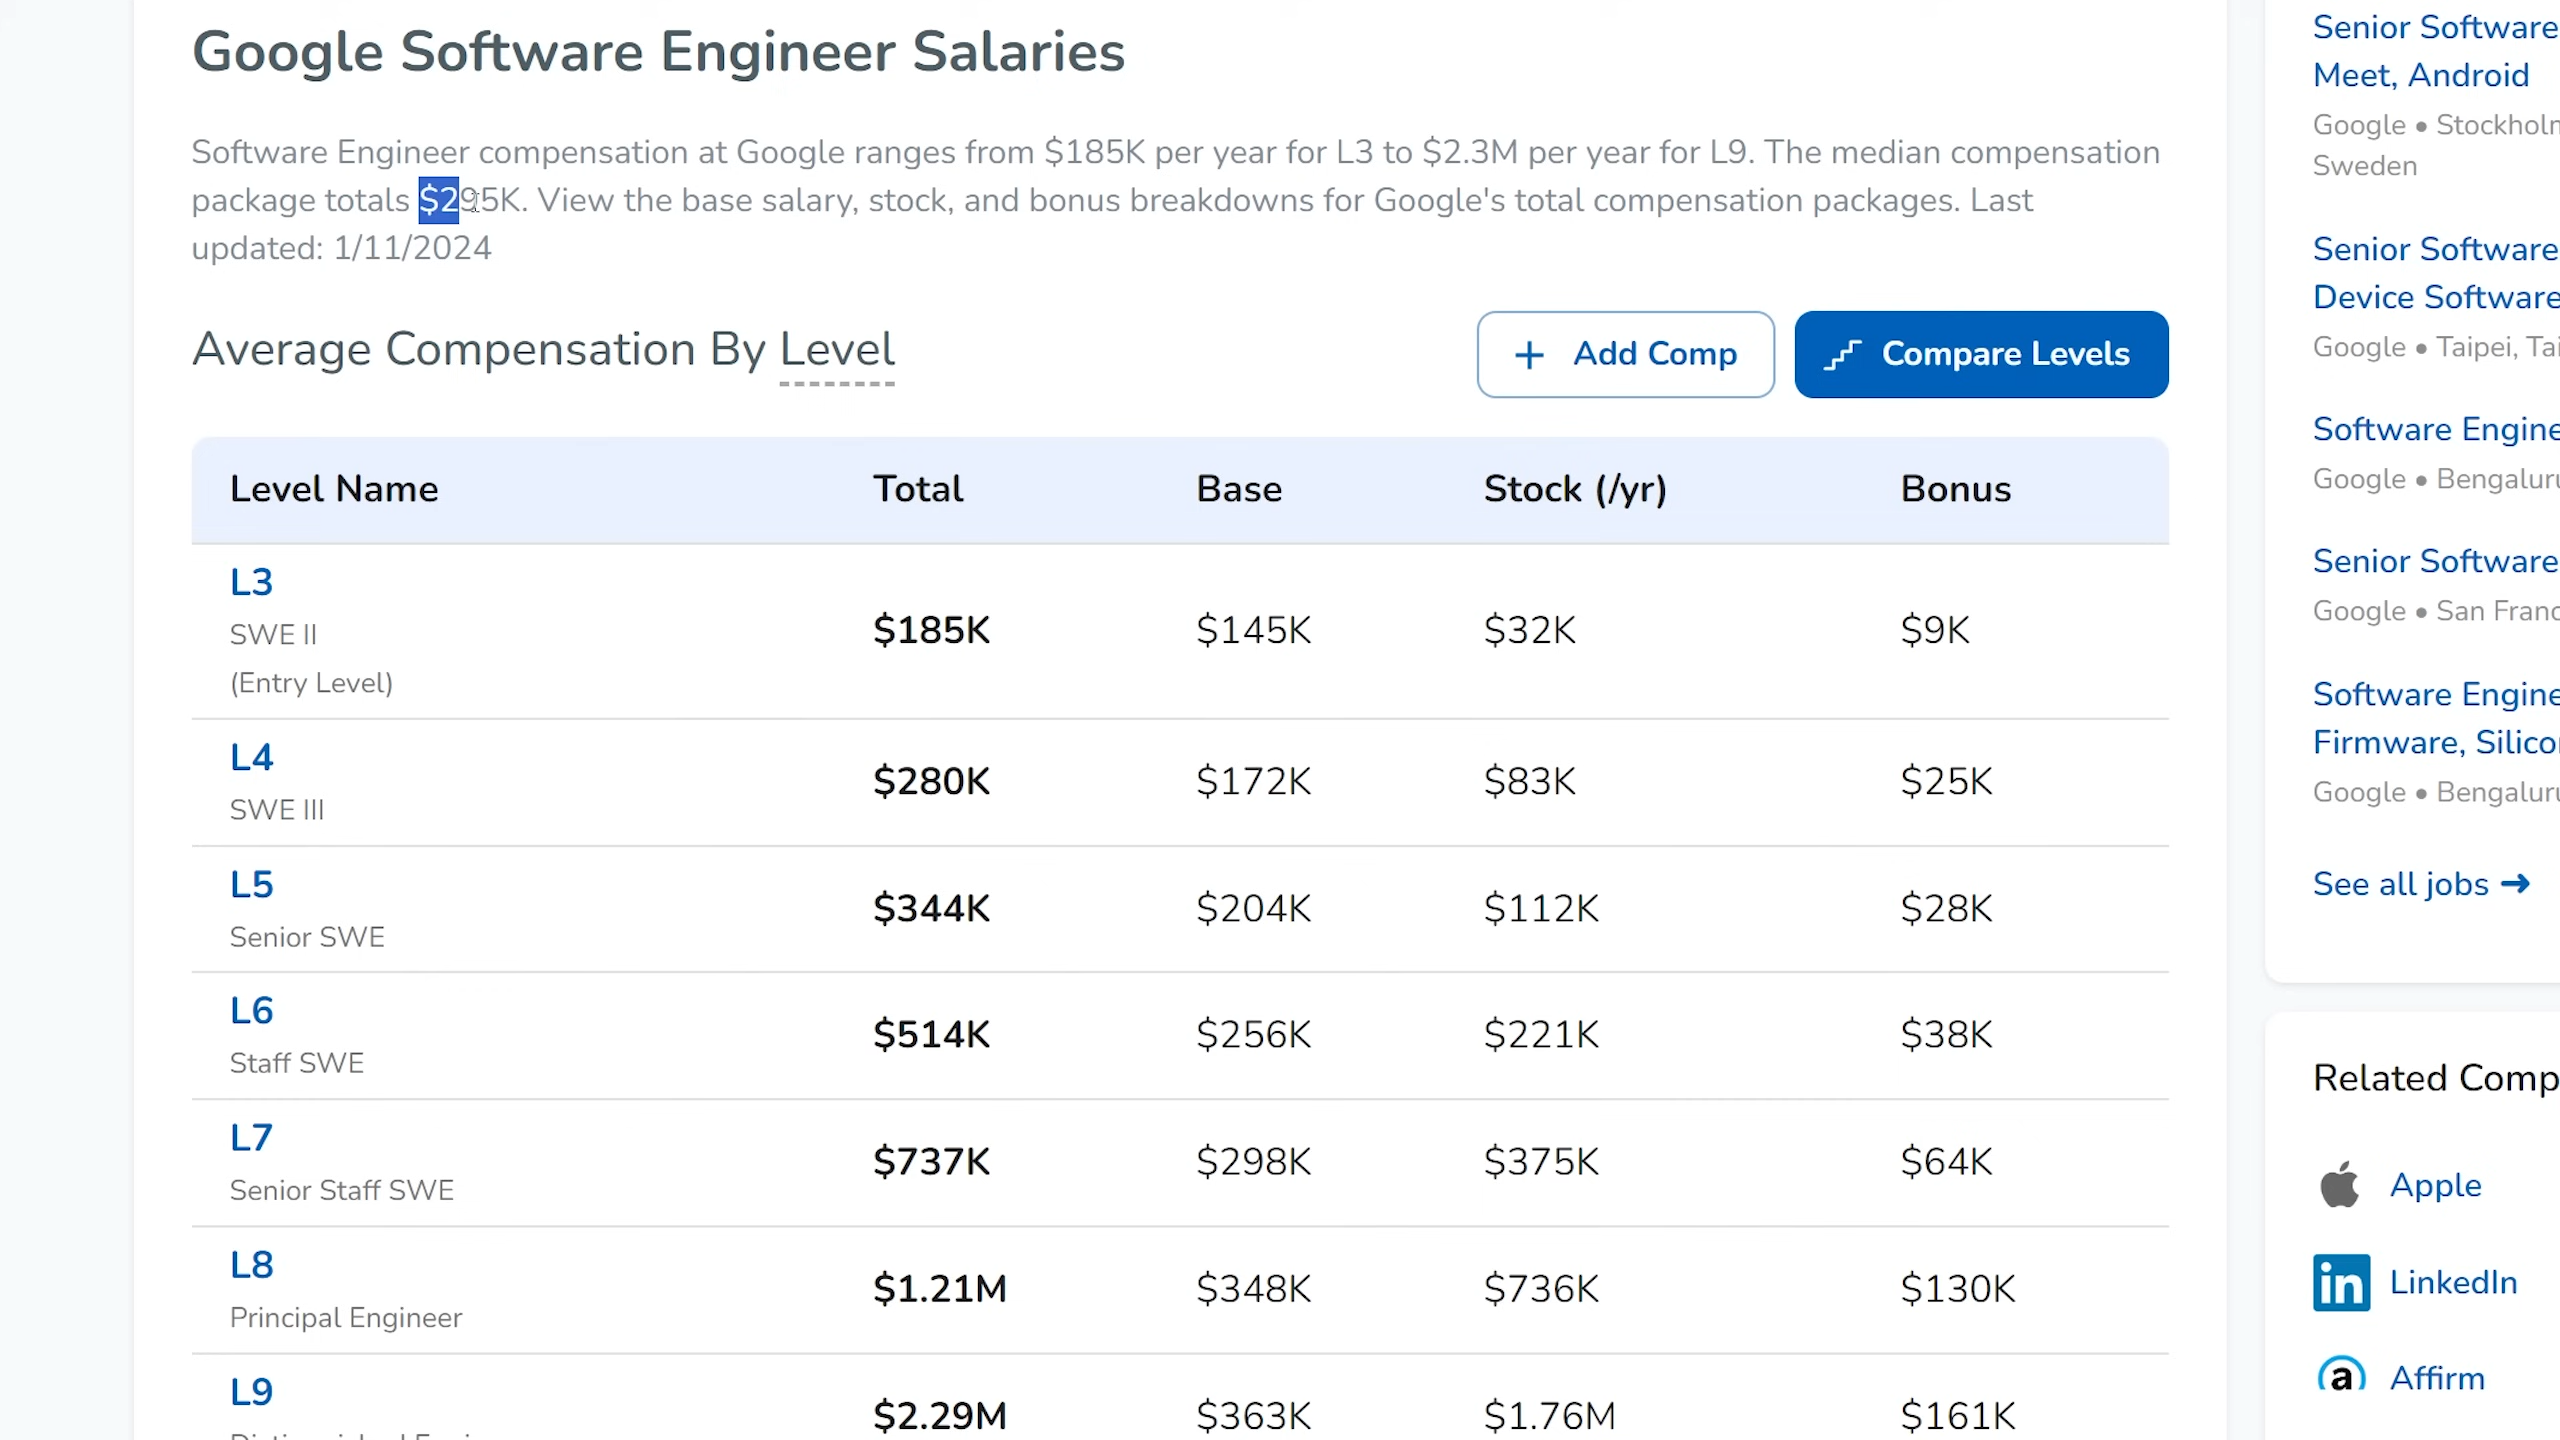 Google Software Engineer Salaries
Software Engineer compensation at Google ranges from $185K per year for L3 to $2.3M per year for L9. The median compensation
package totals $295K. View the base salary, stock, and bonus breakdowns for Google's total compensation packages. Last
updated: 1/11/2024
Average Compensation By Level
+ Add Comp
Compare Levels
Level Name Total Base Stock (/yr) Bonus
L3
SWE II
(Entry Level)
$185K $145K $32K $9K
L4
SWE III
$280K $172K $83K $25K
L5
Senior SWE
$344K $204K $112K $28K
L6
Staff SWE
$514K $256K $221K $38K
L7
Senior Staff SWE
$737K $298K $375K $64K
L8
Principal Engineer
$1.21M $348K $736K $130K
L9
$2.29M $363K $1.76M $161K
Senior Software
Meet, Android
Google • Stockholm
Sweden
Senior Software
Device Software
Google • Taipei, Tai
Software Engine
Google • Bengaluru
Senior Software
Google • San Franc
Software Engine
Firmware, Silicon
Google • Bengaluru
See all jobs →
Related Comp
Apple
in LinkedIn
a Affirm